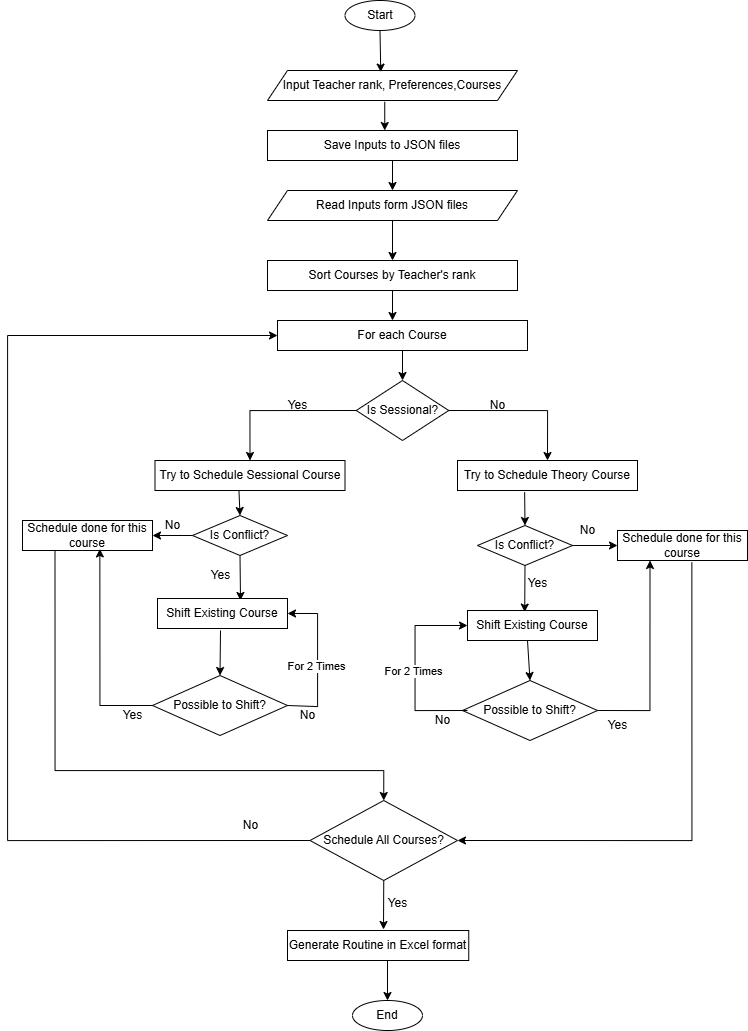 Start
Input Teacher rank, Preferences,Courses
Save Inputs to JSON files
Read Inputs form JSON files
Sort Courses by Teacher's rank
For each Course
Is Sessional?
Yes
No
Try to Schedule Sessional Course
Try to Schedule Theory Course
Schedule done for this
course
No
Is Conflict?
Is Conflict?
No
Schedule done for this
course
Yes
Yes
Shift Existing Course
Shift Existing Course
For 2 Times
For 2 Times
Possible to Shift?
Possible to Shift?
Yes
No
No
Yes
No
Schedule All Courses?
Yes
Generate Routine in Excel format
End